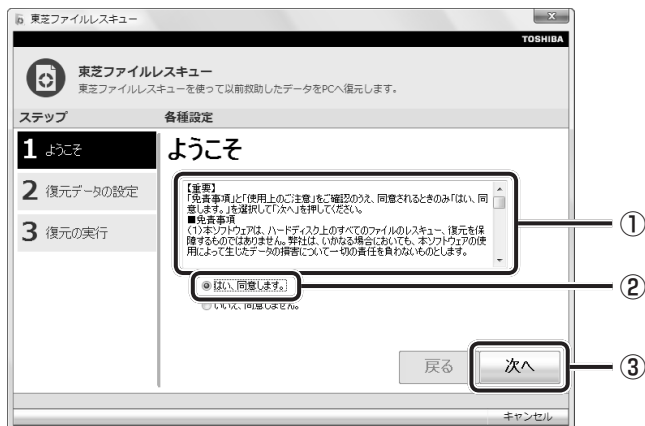 東芝ファイルレスキュー
TOSHIBA
東芝ファイルレスキュー
東芝ファイルレスキューを使って以前救助したデータをPCへ復元します。
ステップ
各種設定
1 ようこそ
2 復元データの設定
3 復元の実行
ようこそ
【重要】
「免責事項」と「使用上のご注意」をご確認のうえ、同意されるときのみ「はい、同
意します。」を選択して「次へ」を押してください。
■免責事項
(1)本ソフトウェアは、ハードディスク上のすべてのファイルのレスキュー、復元を保
障するものではありません。弊社は、いかなる場合においても、本ソフトウェアの使
用によって生じたデータの損害について一切の責任を負わないものとします。
はい、同意します。
いいえ、同意しません。
戻る
次へ
キャンセル
①
②
③